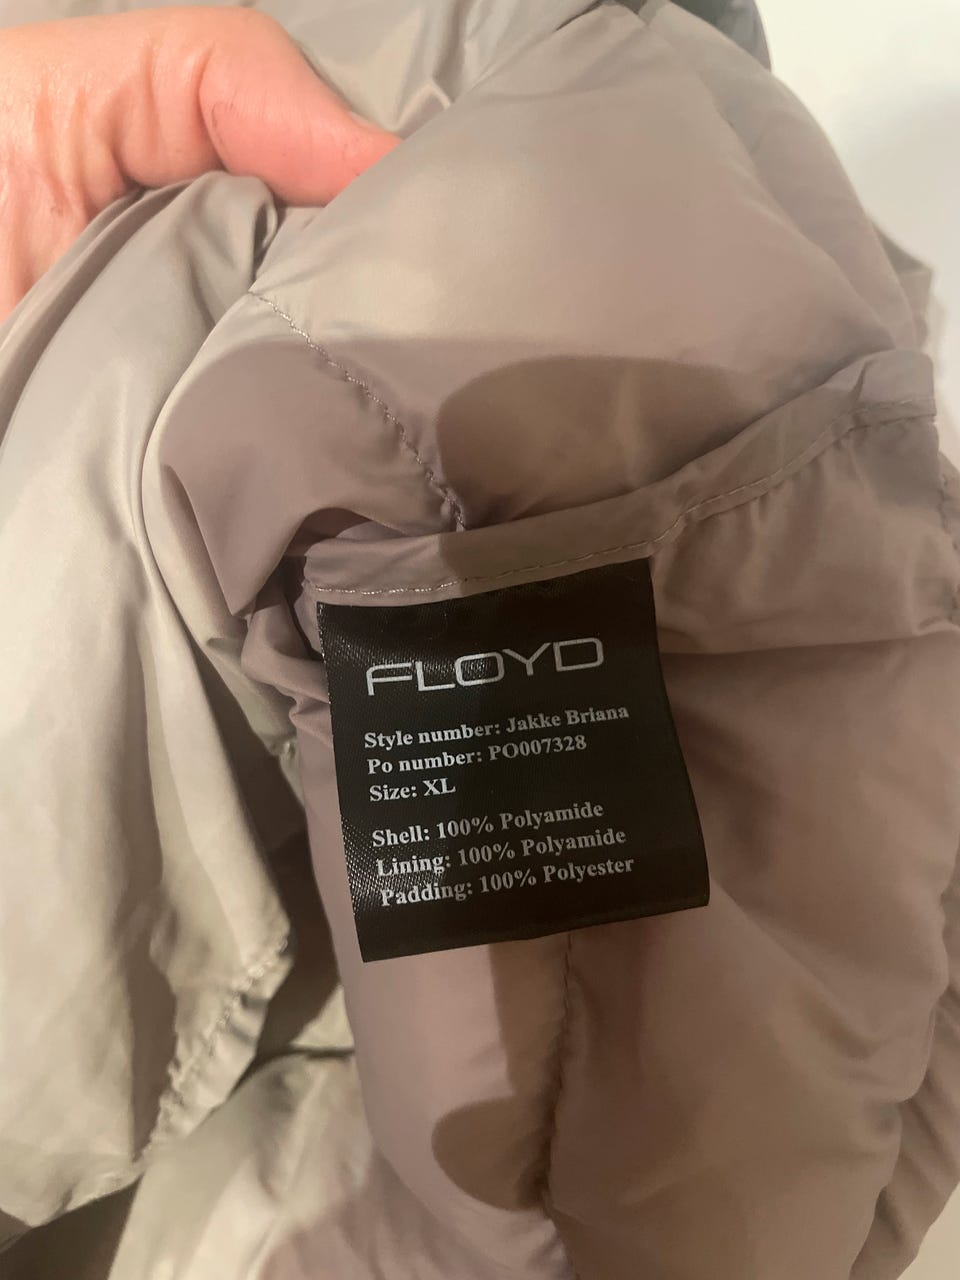 FLOYD
Style number: Jakke Briana
Po number: PO007328
Size: XL
Shell: 100% Polyamide
Lining: 100% Polyamide
Padding: 100% Polyester